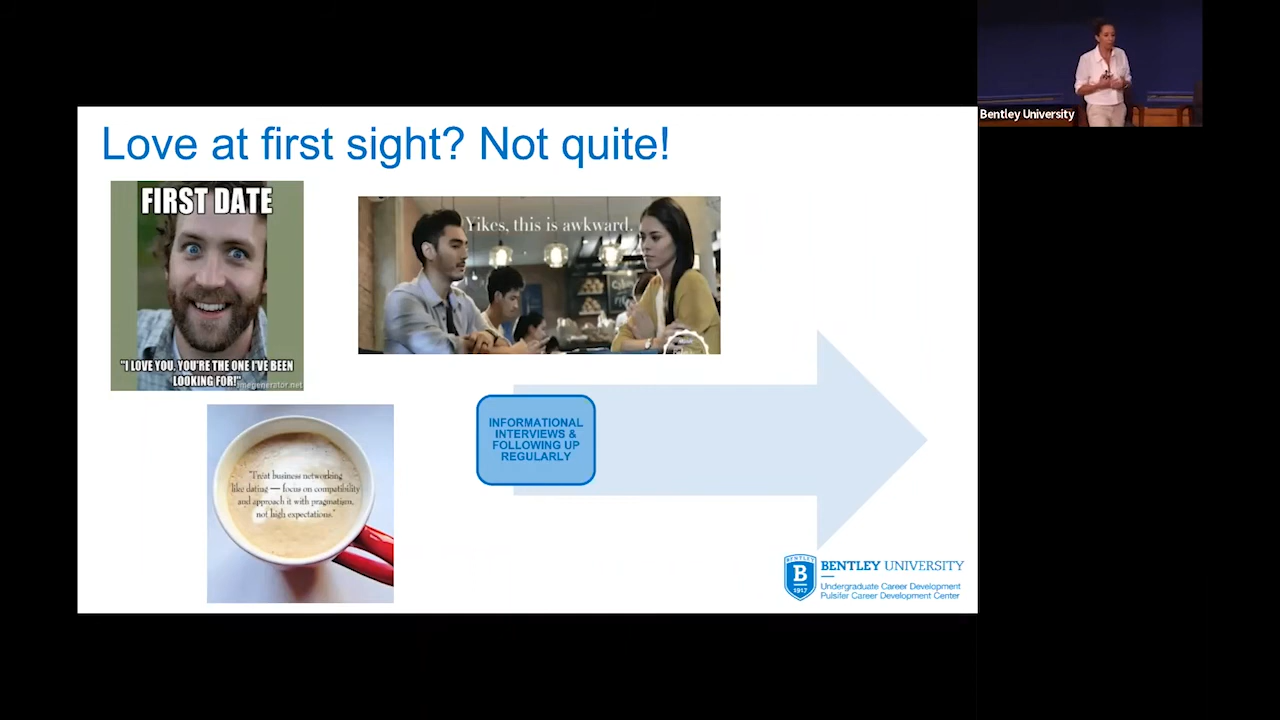 Bentley University
Love at first sight? Not quite!
FIRST DATE
"I LOVE YOU, YOU'RE THE ONE I'VE BEEN
LOOKING FOR!"
Yikes, this is awkward.
"Treat business networking
like dating — focus on compatibility
and approach it with pragmatism,
not high expectations."
INFORMATIONAL
INTERVIEWS &
FOLLOWING UP
REGULARLY
BENTLEY
B
1917
BENTLEY UNIVERSITY
Undergraduate Career Development
Pulsifer Career Development Center